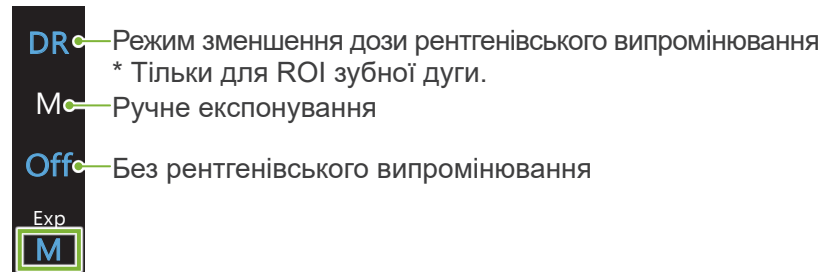 DR Режим зменшення дози рентгенівського випромінювання
* Тільки для ROI зубної дуги.
M Ручне експонування
Off Без рентгенівського випромінювання
Exp
M